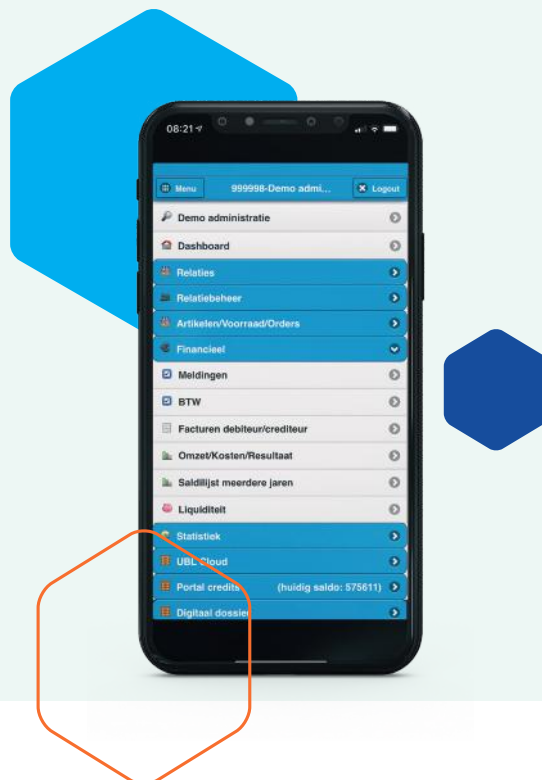 08:21
Menu 999998-Demo admi... Logout
Demo administratie
Dashboard
Relaties
Relatiebeheer
Artikelen/Voorraad/Orders
Financieel
Meldingen
BTW
Facturen debiteur/crediteur
Omzet/Kosten/Resultaat
Saldilijst meerdere jaren
Liquiditeit
Statistiek
UBL Cloud
Portal credits (huidig saldo: 575611)
Digitaal dossier